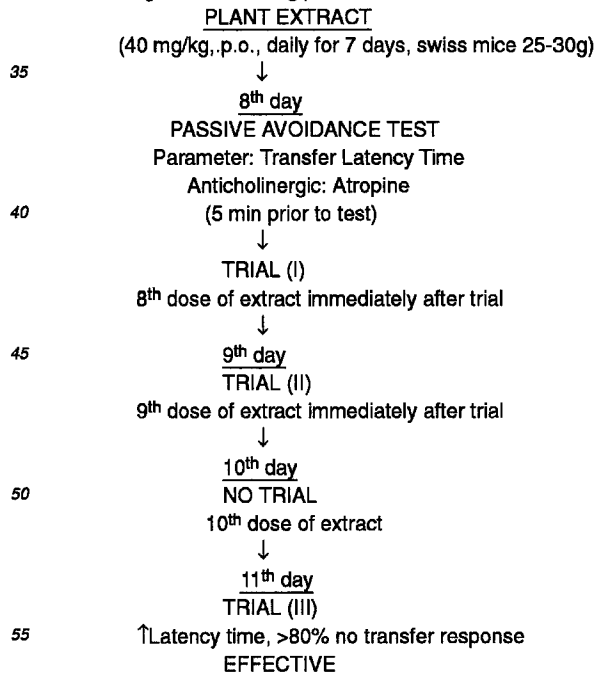 PLANT EXTRACT
(40 mg/kg,.p.o., daily for 7 days, swiss mice 25-30g)
35 ↓
8th day
PASSIVE AVOIDANCE TEST
Parameter: Transfer Latency Time
Anticholinergic: Atropine
40 (5 min prior to test)
↓
TRIAL (I)
8th dose of extract immediately after trial
↓
45 9th day
TRIAL (II)
9th dose of extract immediately after trial
↓
10th day
50 NO TRIAL
10th dose of extract
↓
11th day
TRIAL (III)
55 ↑Latency time, >80% no transfer response
EFFECTIVE